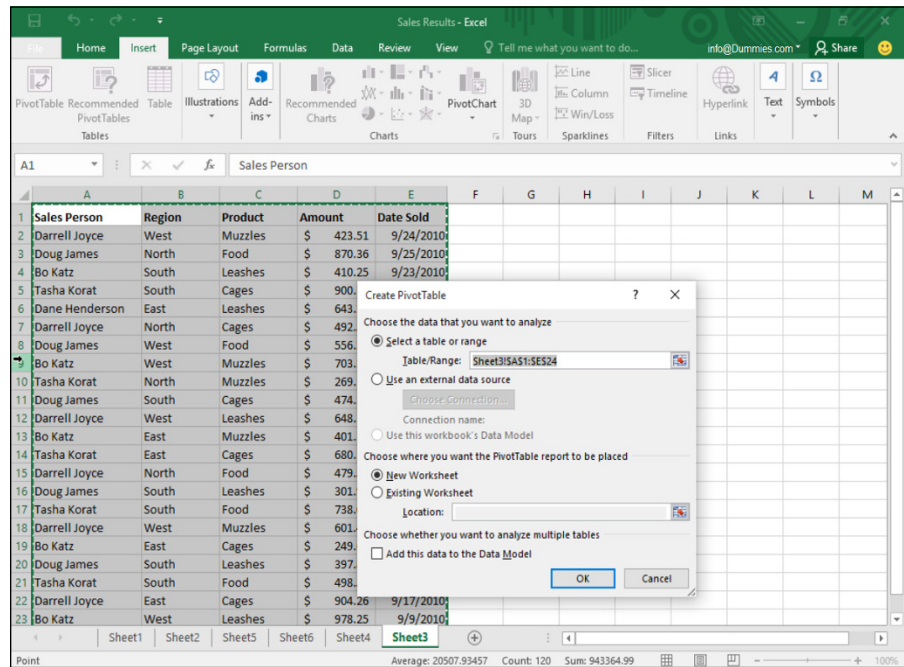 Sales Results - Excel
File Home Insert Page Layout Formulas Data Review View Tell me what you want to do... info@Dummies.com Share
PivotTable Recommended PivotTables Table Illustrations Add-ins Recommended Charts PivotChart 3D Map Line Column Win/Loss Slicer Timeline Hyperlink Text Symbols
Tables Charts Tours Sparklines Filters Links
A1 fx Sales Person
A B C D E F G H I J K L M
1 Sales Person Region Product Amount Date Sold
2 Darrell Joyce West Muzzles $ 423.51 9/24/2010
3 Doug James North Food $ 870.36 9/25/2010
4 Bo Katz South Leashes $ 410.25 9/23/2010
5 Tasha Korat South Cages $ 900.
6 Dane Henderson East Leashes $ 643.
7 Darrell Joyce North Cages $ 492.
8 Doug James West Food $ 556.
9 Bo Katz West Muzzles $ 703.
10 Tasha Korat North Muzzles $ 269.
11 Doug James South Cages $ 474.
12 Darrell Joyce West Leashes $ 648.
13 Bo Katz East Muzzles $ 401.
14 Tasha Korat East Cages $ 680.
15 Darrell Joyce North Food $ 479.
16 Doug James South Leashes $ 301.
17 Tasha Korat South Food $ 738.
18 Darrell Joyce West Muzzles $ 601.
19 Bo Katz East Cages $ 249.
20 Doug James South Leashes $ 397.
21 Tasha Korat South Food $ 498.
22 Darrell Joyce East Cages $ 904.26 9/17/2010
23 Bo Katz West Leashes $ 978.25 9/9/2010
Create PivotTable ?
Choose the data that you want to analyze
Select a table or range
Table/Range: Sheet3!$A$1:$E$24
Use an external data source
Choose Connection...
Connection name:
Use this workbook's Data Model
Choose where you want the PivotTable report to be placed
New Worksheet
Existing Worksheet
Location:
Choose whether you want to analyze multiple tables
Add this data to the Data Model
OK Cancel
Sheet1 Sheet2 Sheet5 Sheet6 Sheet4 Sheet3
Point Average: 20507.93457 Count: 120 Sum: 943364.99 100%